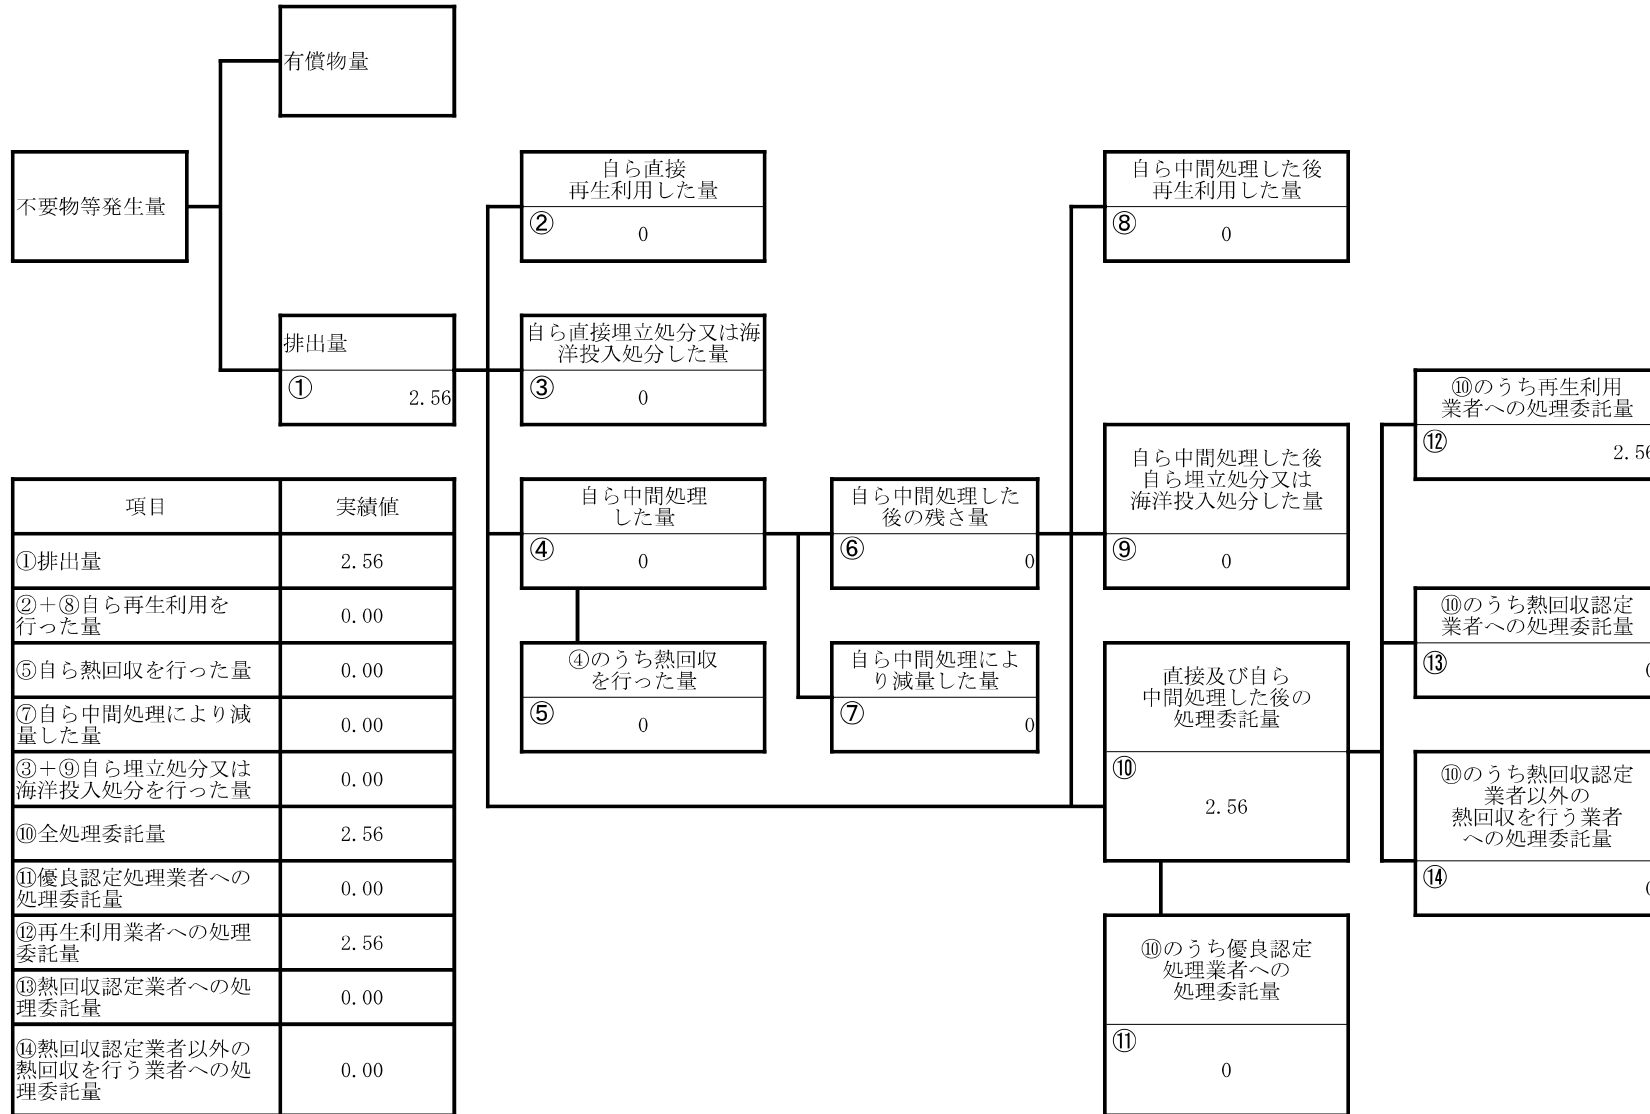 有償物量
不要物等発生量
自ら直接
再生利用した量
②
0
自ら中間処理した後
再生利用した量
⑧
0
排出量
①
2.56
自ら直接埋立処分又は海
洋投入処分した量
③
0
⑩のうち再生利用
業者への処理委託量
⑫
2.56
自ら中間処理
した量
④
0
自ら中間処理した
後の残さ量
⑥
0
自ら中間処理した後
自ら埋立処分又は
海洋投入処分した量
⑨
0
⑩のうち熱回収認定
業者への処理委託量
⑬
0
④のうち熱回収
を行った量
⑤
0
自ら中間処理によ
り減量した量
⑦
0
直接及び自ら
中間処理した後の
処理委託量
⑩
2.56
⑩のうち熱回収認定
業者以外の
熱回収を行う業者
への処理委託量
⑭
0
⑩のうち優良認定
処理業者への
処理委託量
⑪
0
項目 実績値
①排出量 2.56
②＋⑧自ら再生利用を
行った量 0.00
⑤自ら熱回収を行った量 0.00
⑦自ら中間処理により減
量した量 0.00
③＋⑨自ら埋立処分又は
海洋投入処分を行った量 0.00
⑩全処理委託量 2.56
⑪優良認定処理業者への
処理委託量 0.00
⑫再生利用業者への処理
委託量 2.56
⑬熱回収認定業者への処
理委託量 0.00
⑭熱回収認定業者以外の
熱回収を行う業者への処
理委託量 0.00